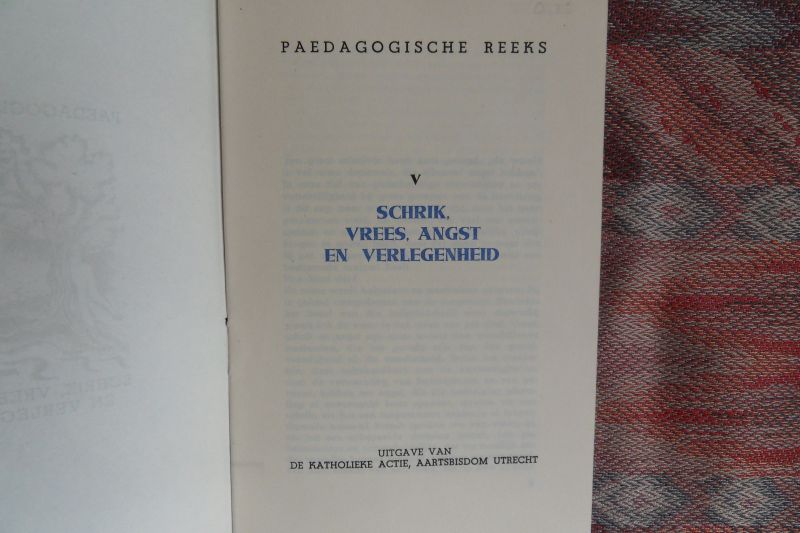 PAEDAGOGISCHE REEKS
V
SCHRIK,
VREES, ANGST
EN VERLEGENHEID
UITGAVE VAN
DE KATHOLIEKE ACTIE, AARTSBISDOM UTRECHT